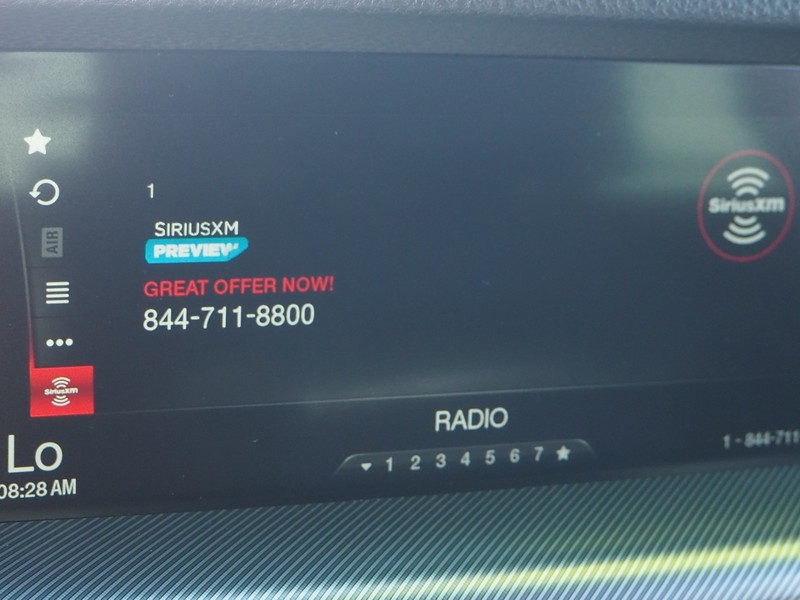 1
SIRIUSXM
PREVIEW
GREAT OFFER NOW!
844-711-8800
SiriusXM
AIR
SiriusXM
RADIO
1 2 3 4 5 6 7
1 - 844-711
Lo
08:28 AM